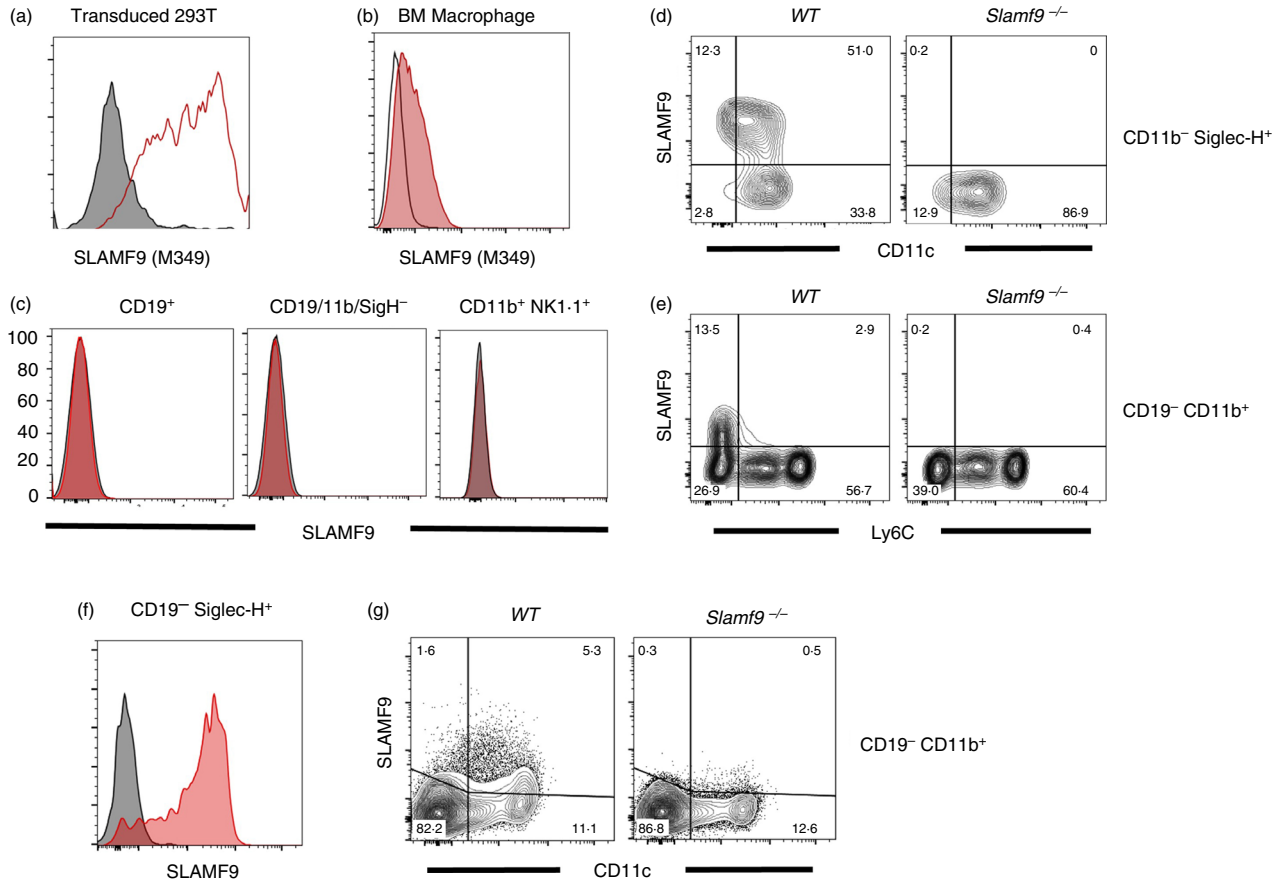 (a) Transduced 293T
SLAMF9 (M349)
(b) BM Macrophage
SLAMF9 (M349)
(c) CD19⁺
CD19/11b/SigH⁻
CD11b⁺ NK1·1⁺
100
80
60
40
20
0
SLAMF9
(d) WT
Slamf9 ⁻/⁻
SLAMF9
12·3
51·0
2·8
33·8
0·2
0
12·9
86·9
CD11c
CD11b⁻ Siglec-H⁺
(e) WT
Slamf9 ⁻/⁻
SLAMF9
13·5
2·9
26·9
56·7
0·2
0·4
39·0
60·4
Ly6C
CD19⁻ CD11b⁺
(f) CD19⁻ Siglec-H⁺
SLAMF9
(g) WT
Slamf9 ⁻/⁻
SLAMF9
1·6
5·3
82·2
11·1
0·3
0·5
86·8
12·6
CD11c
CD19⁻ CD11b⁺